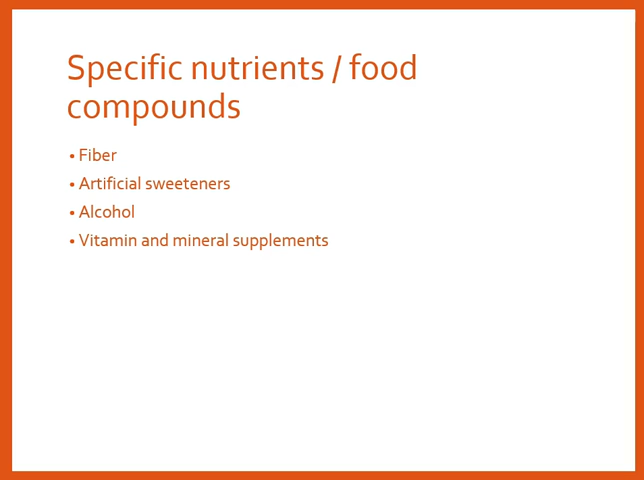 Specific nutrients / food
compounds
• Fiber
• Artificial sweeteners
• Alcohol
• Vitamin and mineral supplements